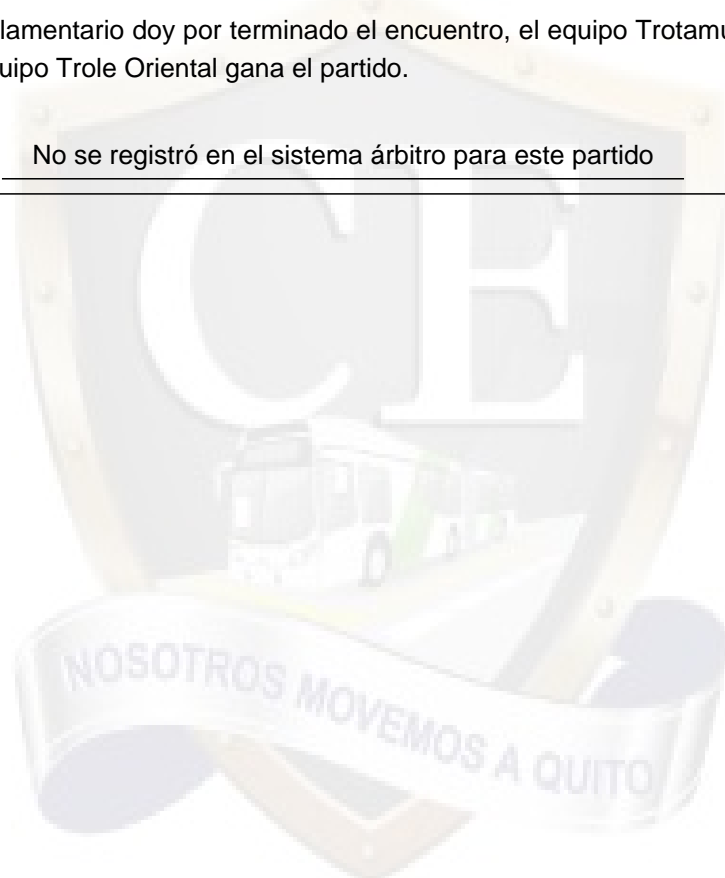 lamentario doy por terminado el encuentro, el equipo Trotamu
uipo Trole Oriental gana el partido.
No se registró en el sistema árbitro para este partido
CE
NOSOTROS MOVEMOS A QUITO